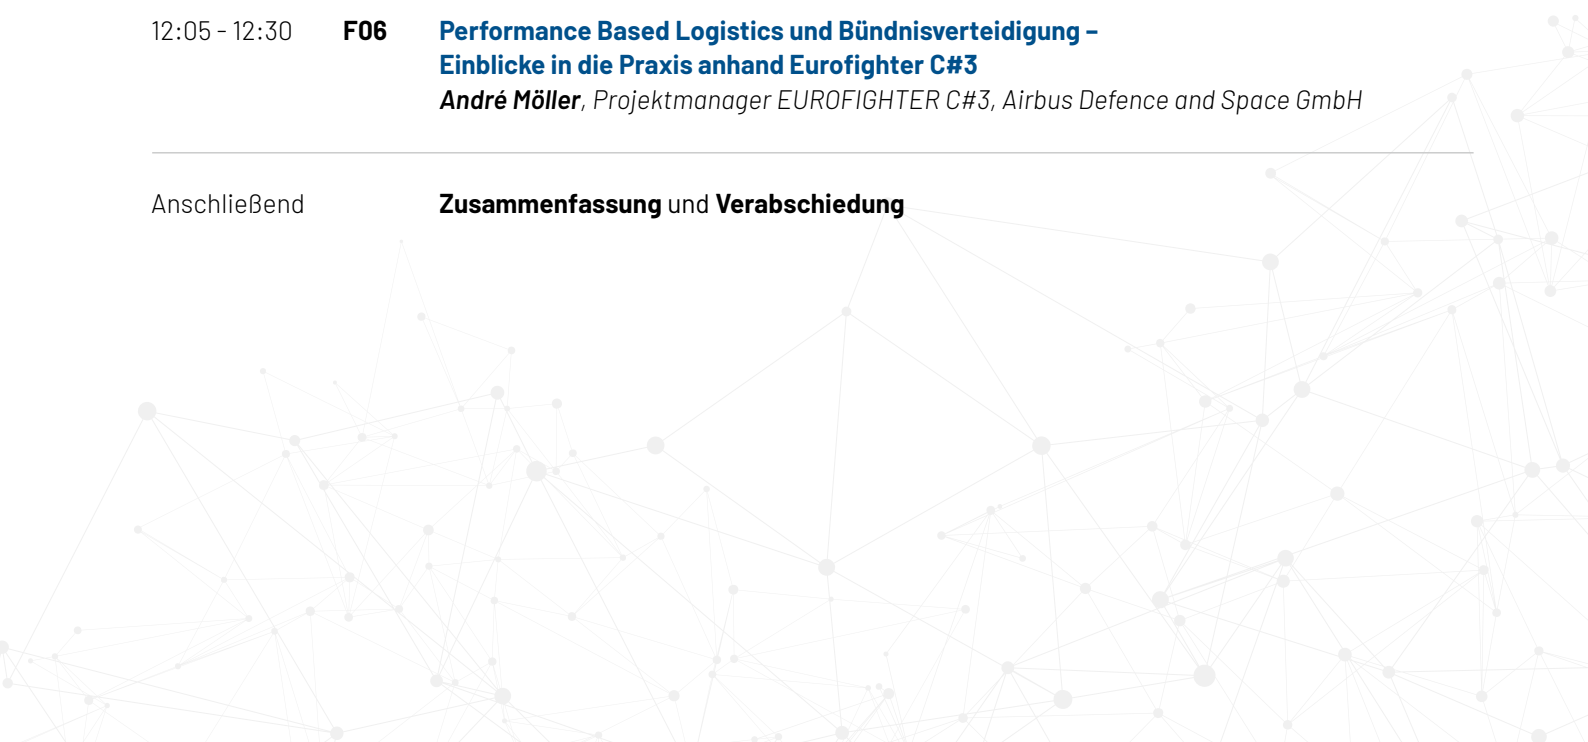 12:05 - 12:30 F06 Performance Based Logistics und Bündnisverteidigung –
Einblicke in die Praxis anhand Eurofighter C#3
André Möller, Projektmanager EUROFIGHTER C#3, Airbus Defence and Space GmbH
Anschließend Zusammenfassung und Verabschiedung